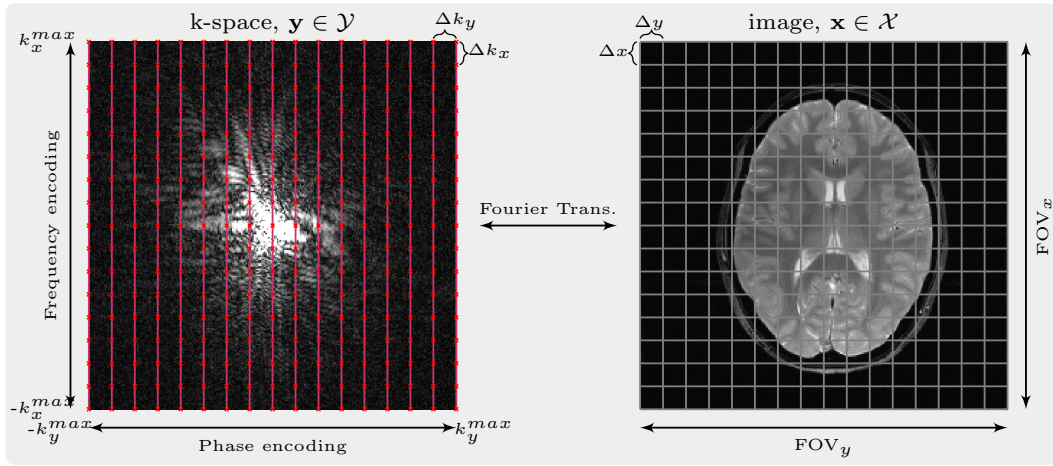 k-space, y ∈ 𝒴
k_x^{max}
Δk_y
Δk_x
Frequency encoding
-k_x^{max}
-k_y^{max}
k_y^{max}
Phase encoding
Fourier Trans.
image, x ∈ 𝒳
Δy
Δx
FOV_x
FOV_y